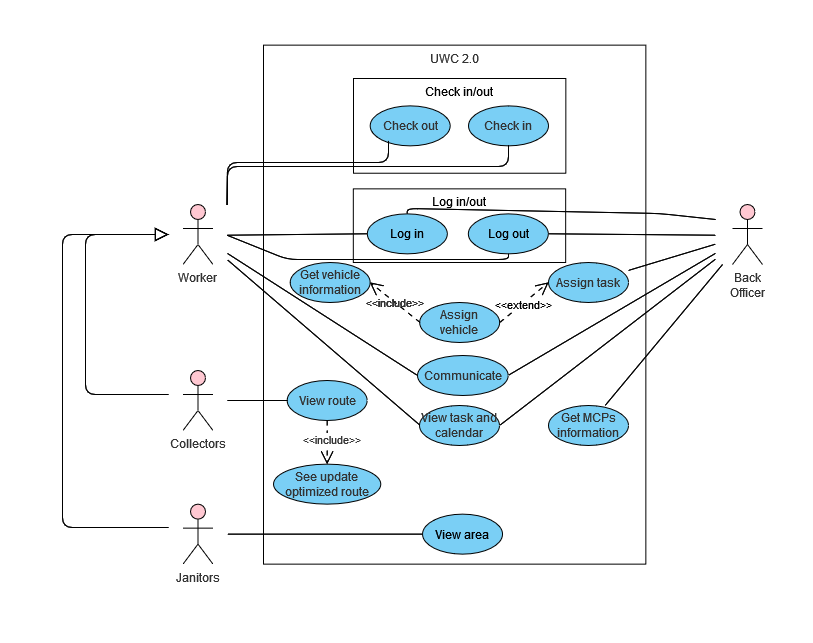 UWC 2.0
Check in/out
Check out
Check in
Log in/out
Log in
Log out
Worker
Back
Officer
Get vehicle
information
<<include>>
Assign
vehicle
<<extend>>
Assign task
Communicate
Collectors
View route
<<include>>
View task and
calendar
Get MCPs
information
See update
optimized route
Janitors
View area